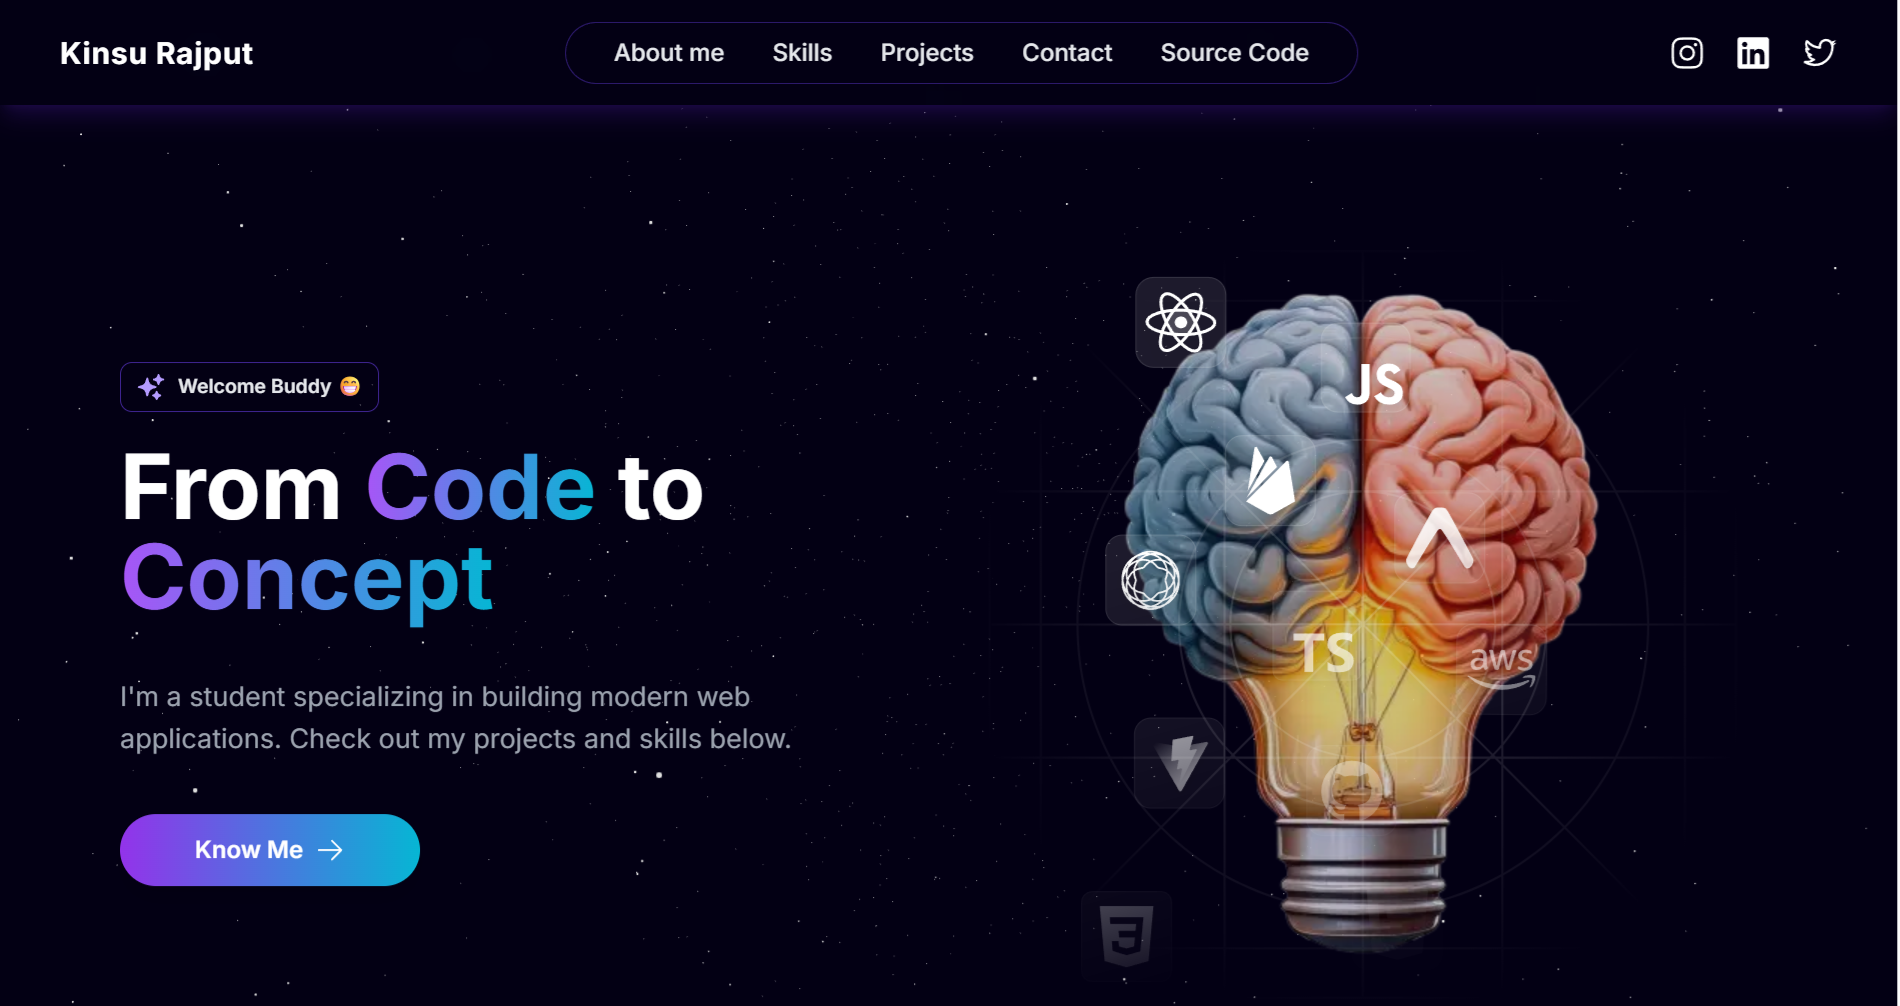 Kinsu Rajput
About me Skills Projects Contact Source Code
Welcome Buddy 😁
From Code to
Concept
I'm a student specializing in building modern web
applications. Check out my projects and skills below.
Know Me
JS
TS
aws
3